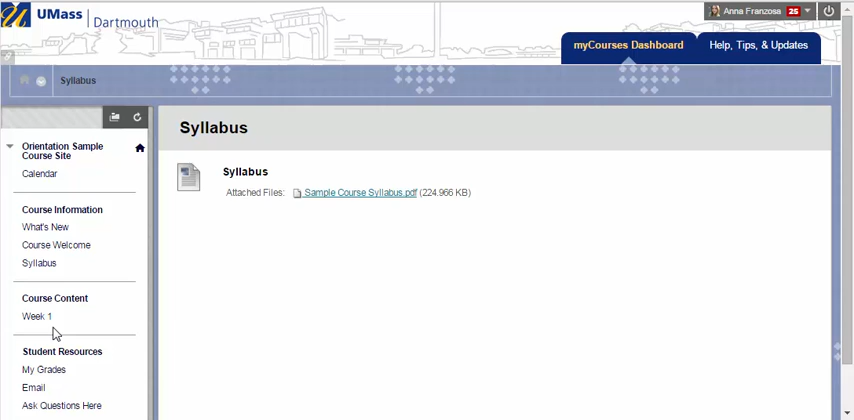 UMass
Dartmouth
Anna Franzosa 25
myCourses Dashboard
Help, Tips, & Updates
Syllabus
Orientation Sample
Course Site
Calendar
Course Information
What's New
Course Welcome
Syllabus
Course Content
Week 1
Student Resources
My Grades
Email
Ask Questions Here
Syllabus
Syllabus
Attached Files: Sample Course Syllabus.pdf (224.966 KB)